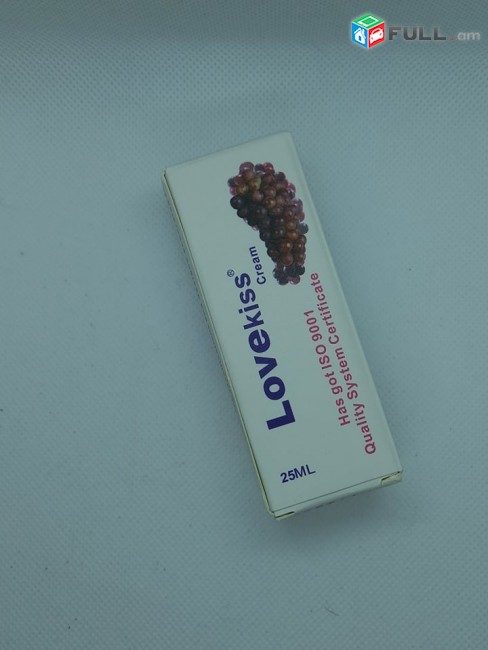 FULL.am
Lovekiss®
Cream
Has got ISO 9001
Quality System Certificate
25ML